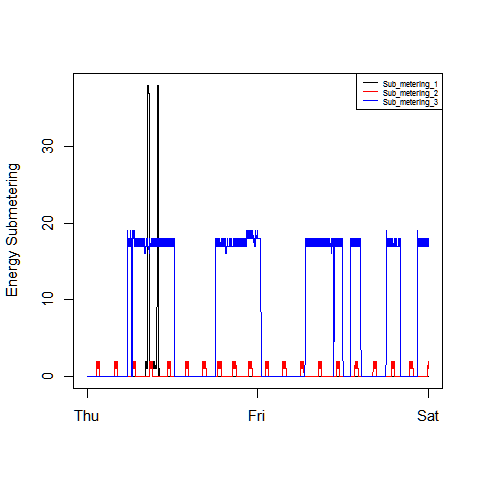 Sub_metering_1
Sub_metering_2
Sub_metering_3
Energy Submetering
30
20
10
0
Thu Fri Sat